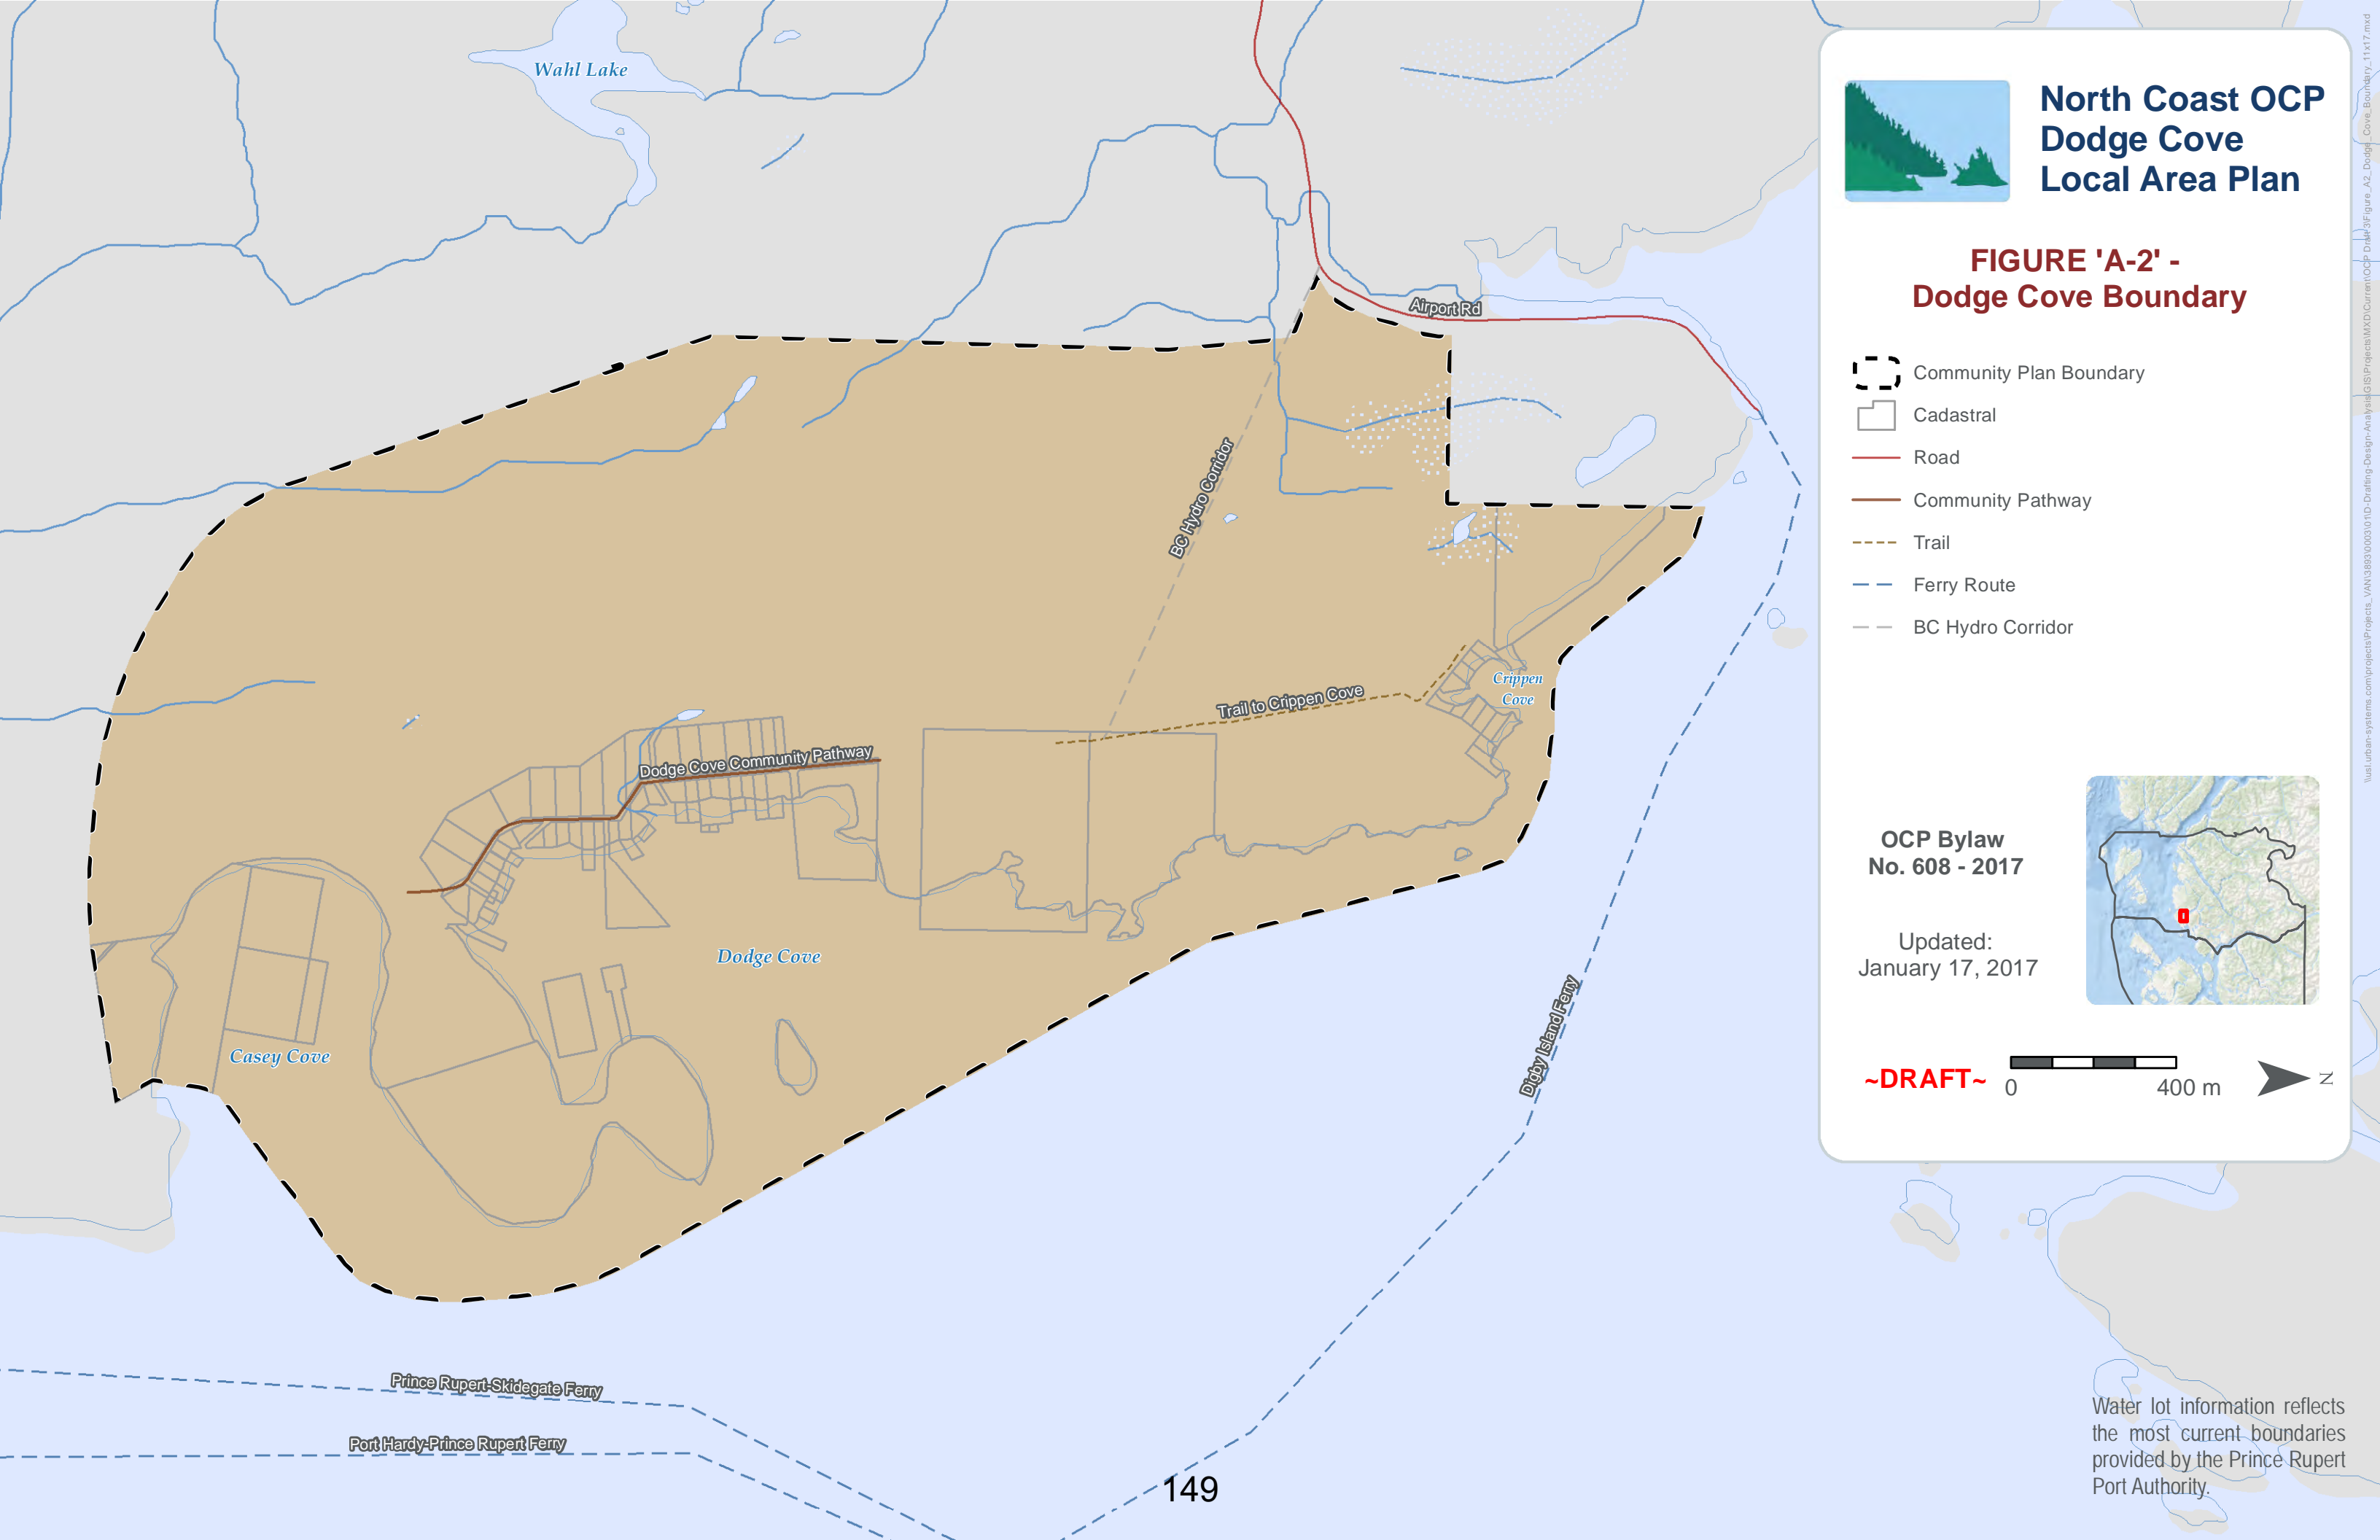 Wahl Lake
Airport Rd
BC Hydro Corridor
Trail to Crippen Cove
Crippen
Cove
Dodge Cove Community Pathway
Dodge Cove
Casey Cove
Digby Island Ferry
Prince Rupert-Skidegate Ferry
Port Hardy-Prince Rupert Ferry
149
North Coast OCP
Dodge Cove
Local Area Plan
FIGURE 'A-2' -
Dodge Cove Boundary
Community Plan Boundary
Cadastral
Road
Community Pathway
Trail
Ferry Route
BC Hydro Corridor
OCP Bylaw
No. 608 - 2017
Updated:
January 17, 2017
~DRAFT~
0 400 m
N
Water lot information reflects
the most current boundaries
provided by the Prince Rupert
Port Authority.